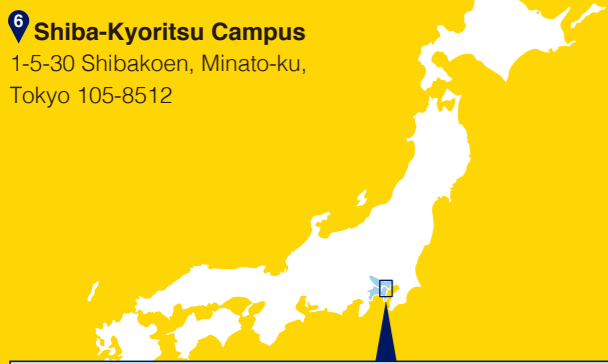 6 Shiba-Kyoritsu Campus
1-5-30 Shibakoen, Minato-ku,
Tokyo 105-8512